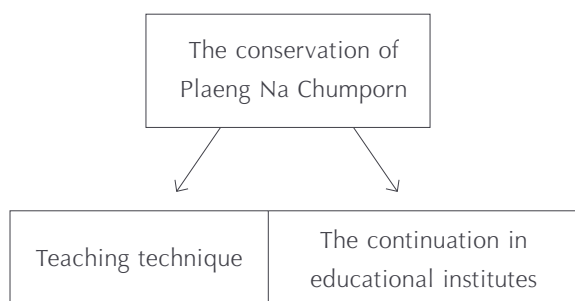 The conservation of
Plaeng Na Chumporn
Teaching technique
The continuation in
educational institutes